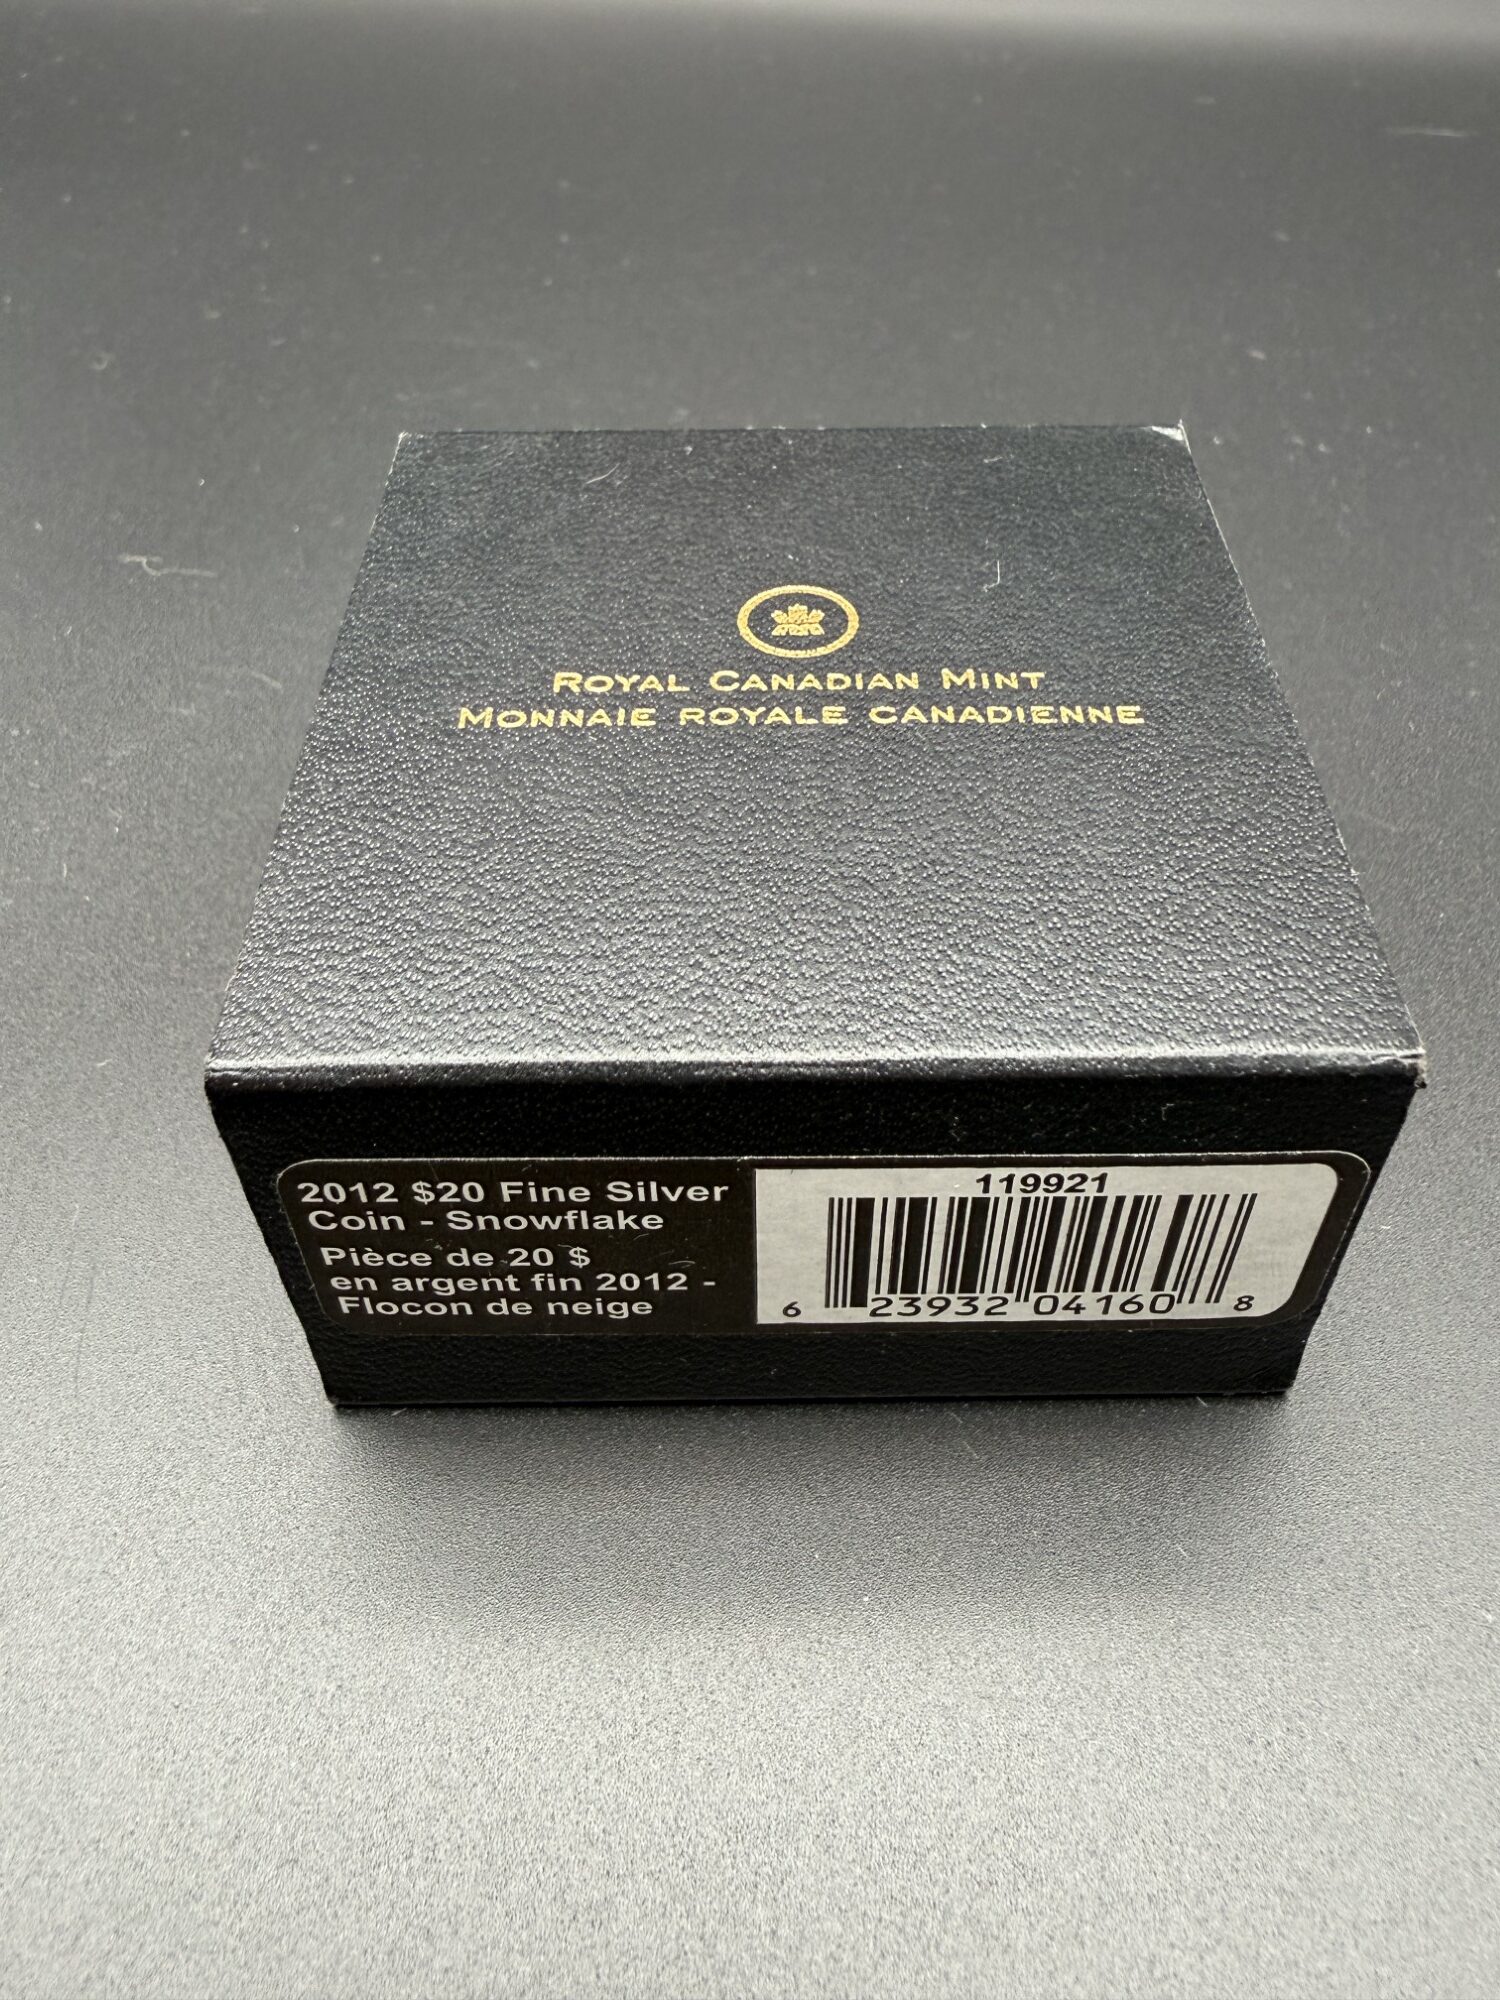 ROYAL CANADIAN MINT
MONNAIE ROYALE CANADIENNE
2012 $20 Fine Silver
Coin - Snowflake
Pièce de 20 $
en argent fin 2012 -
Flocon de neige
119921
6 23932 04160 8